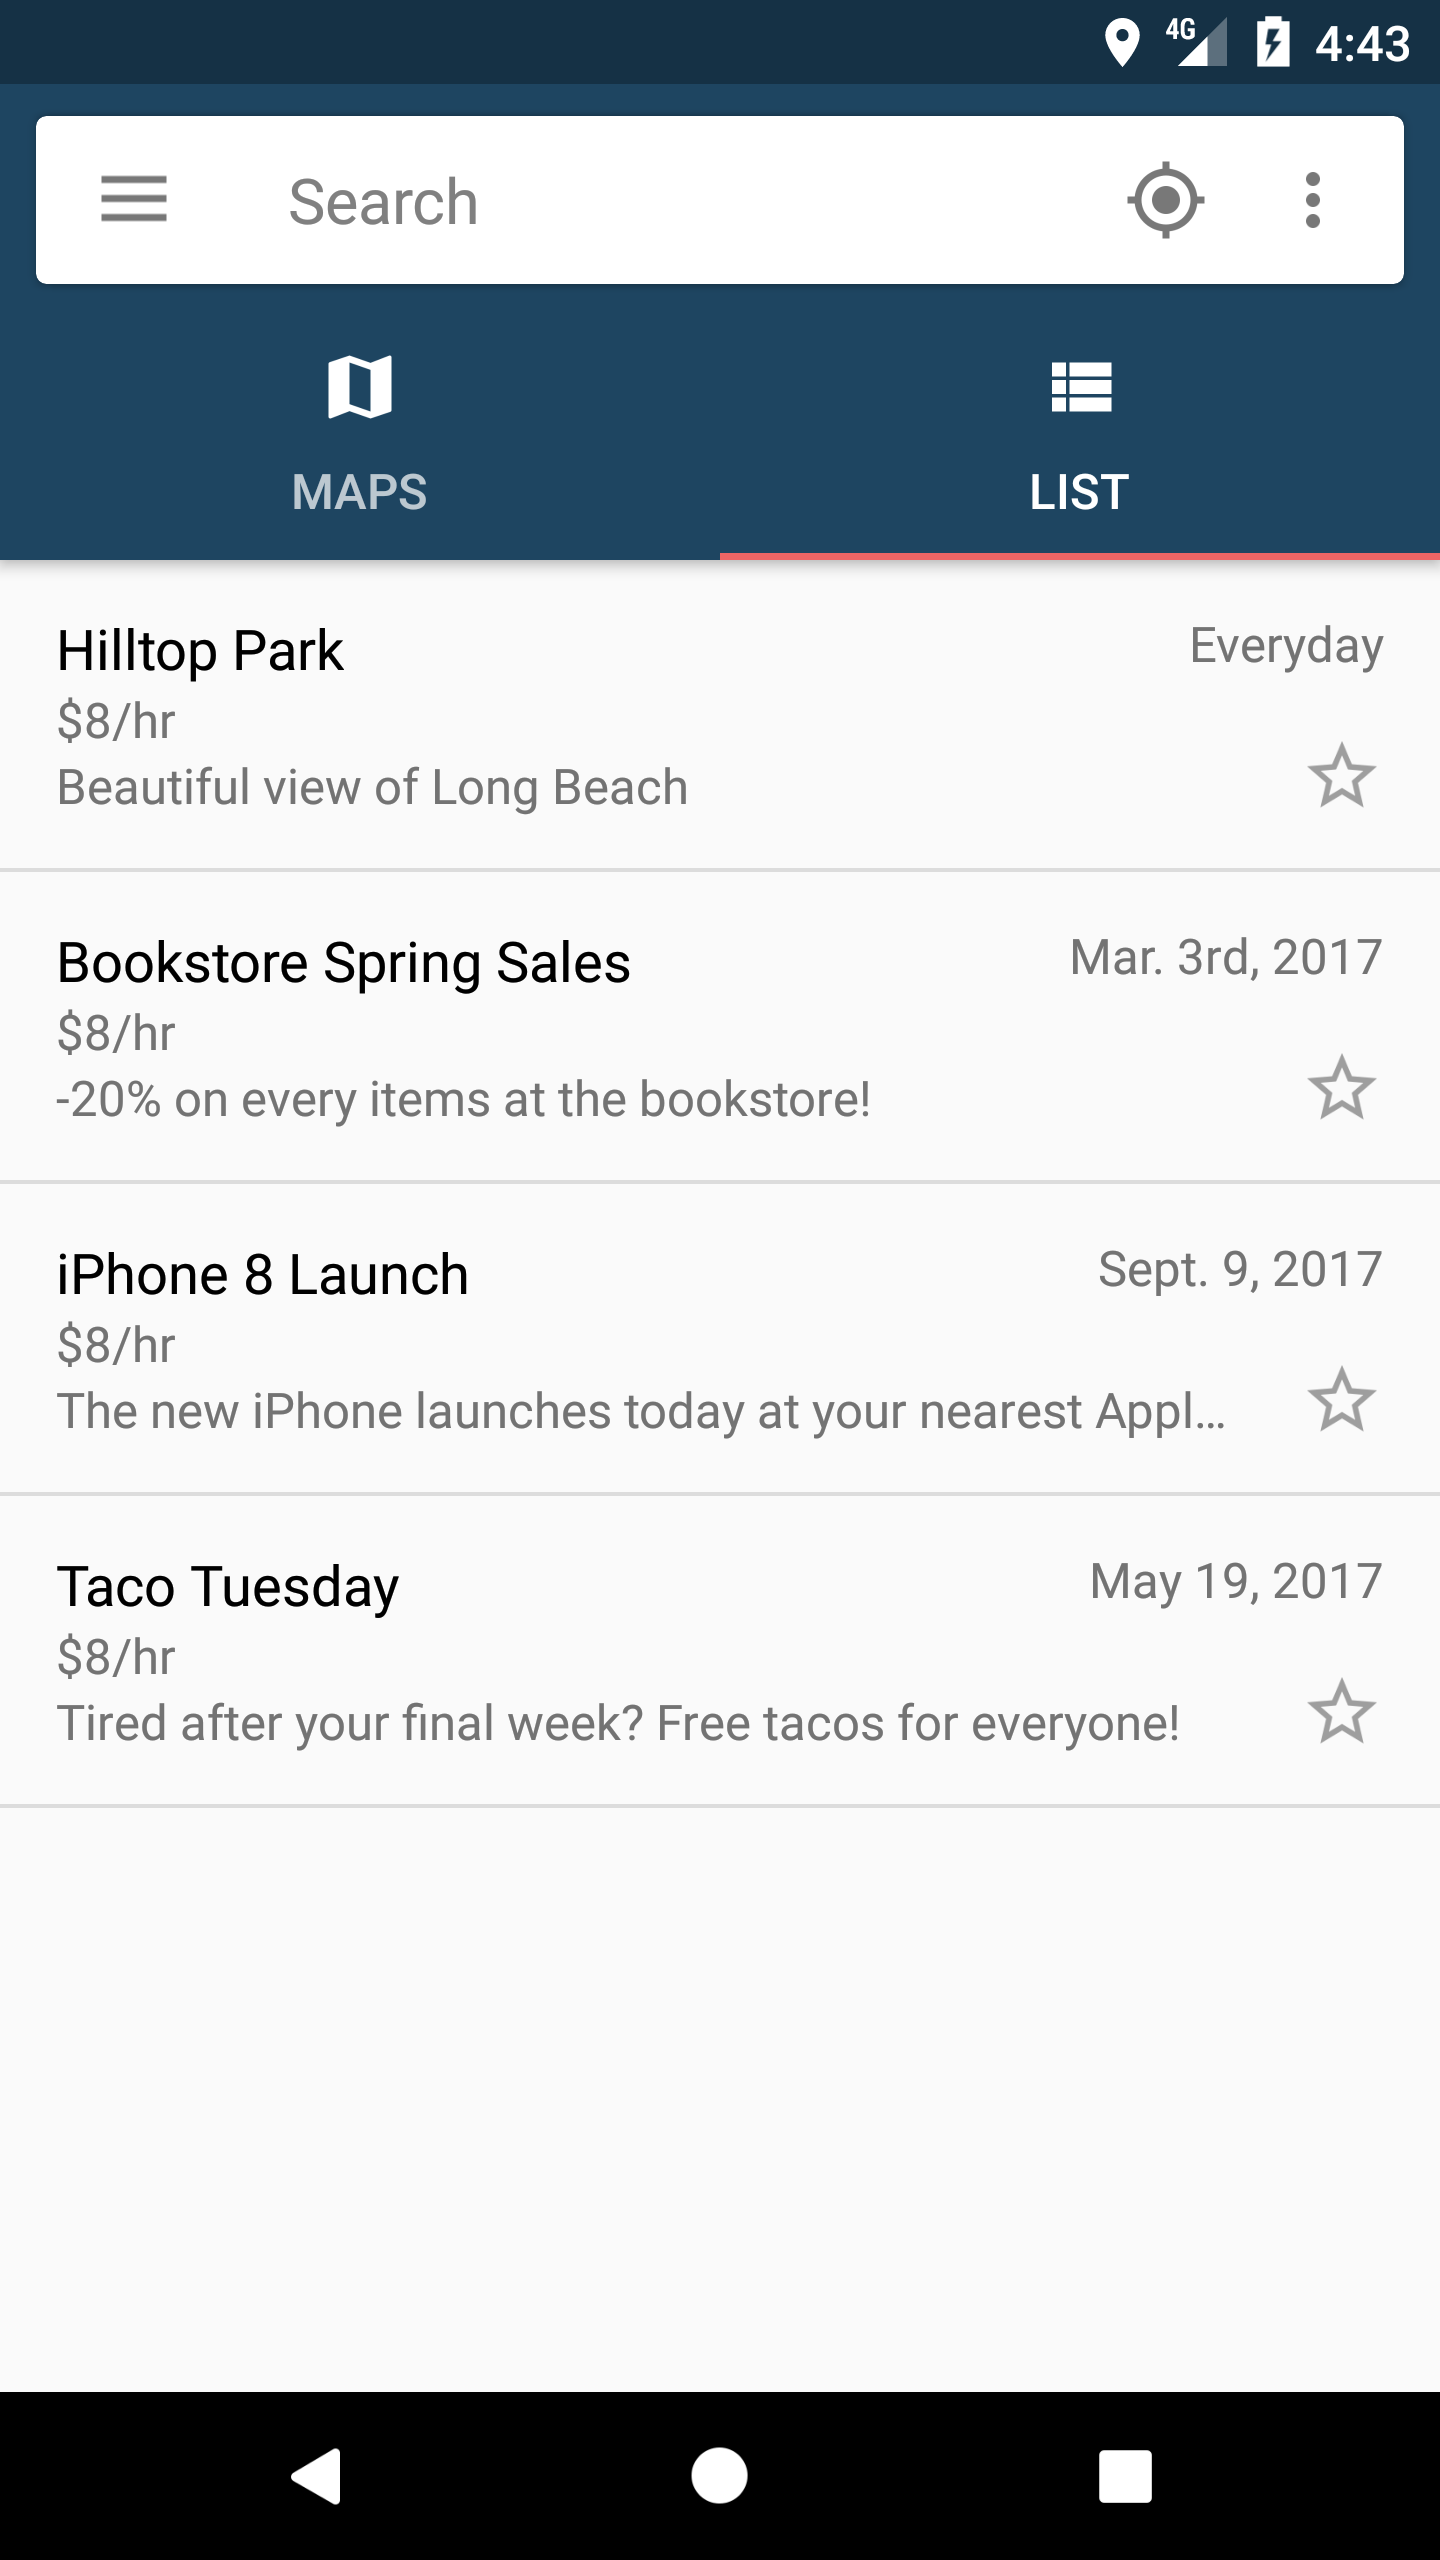 4G 4:43
Search
MAPS LIST
Hilltop Park Everyday
$8/hr
Beautiful view of Long Beach
Bookstore Spring Sales Mar. 3rd, 2017
$8/hr
-20% on every items at the bookstore!
iPhone 8 Launch Sept. 9, 2017
$8/hr
The new iPhone launches today at your nearest Appl...
Taco Tuesday May 19, 2017
$8/hr
Tired after your final week? Free tacos for everyone!